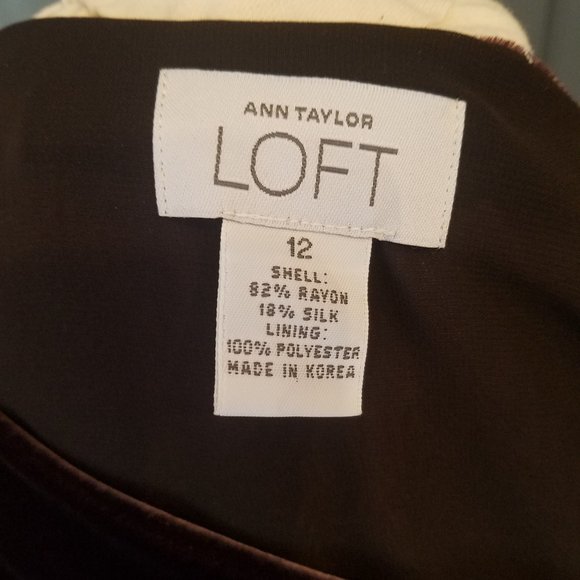 ANN TAYLOR
LOFT
12
SHELL:
82% RAYON
18% SILK
LINING:
100% POLYESTER
MADE IN KOREA